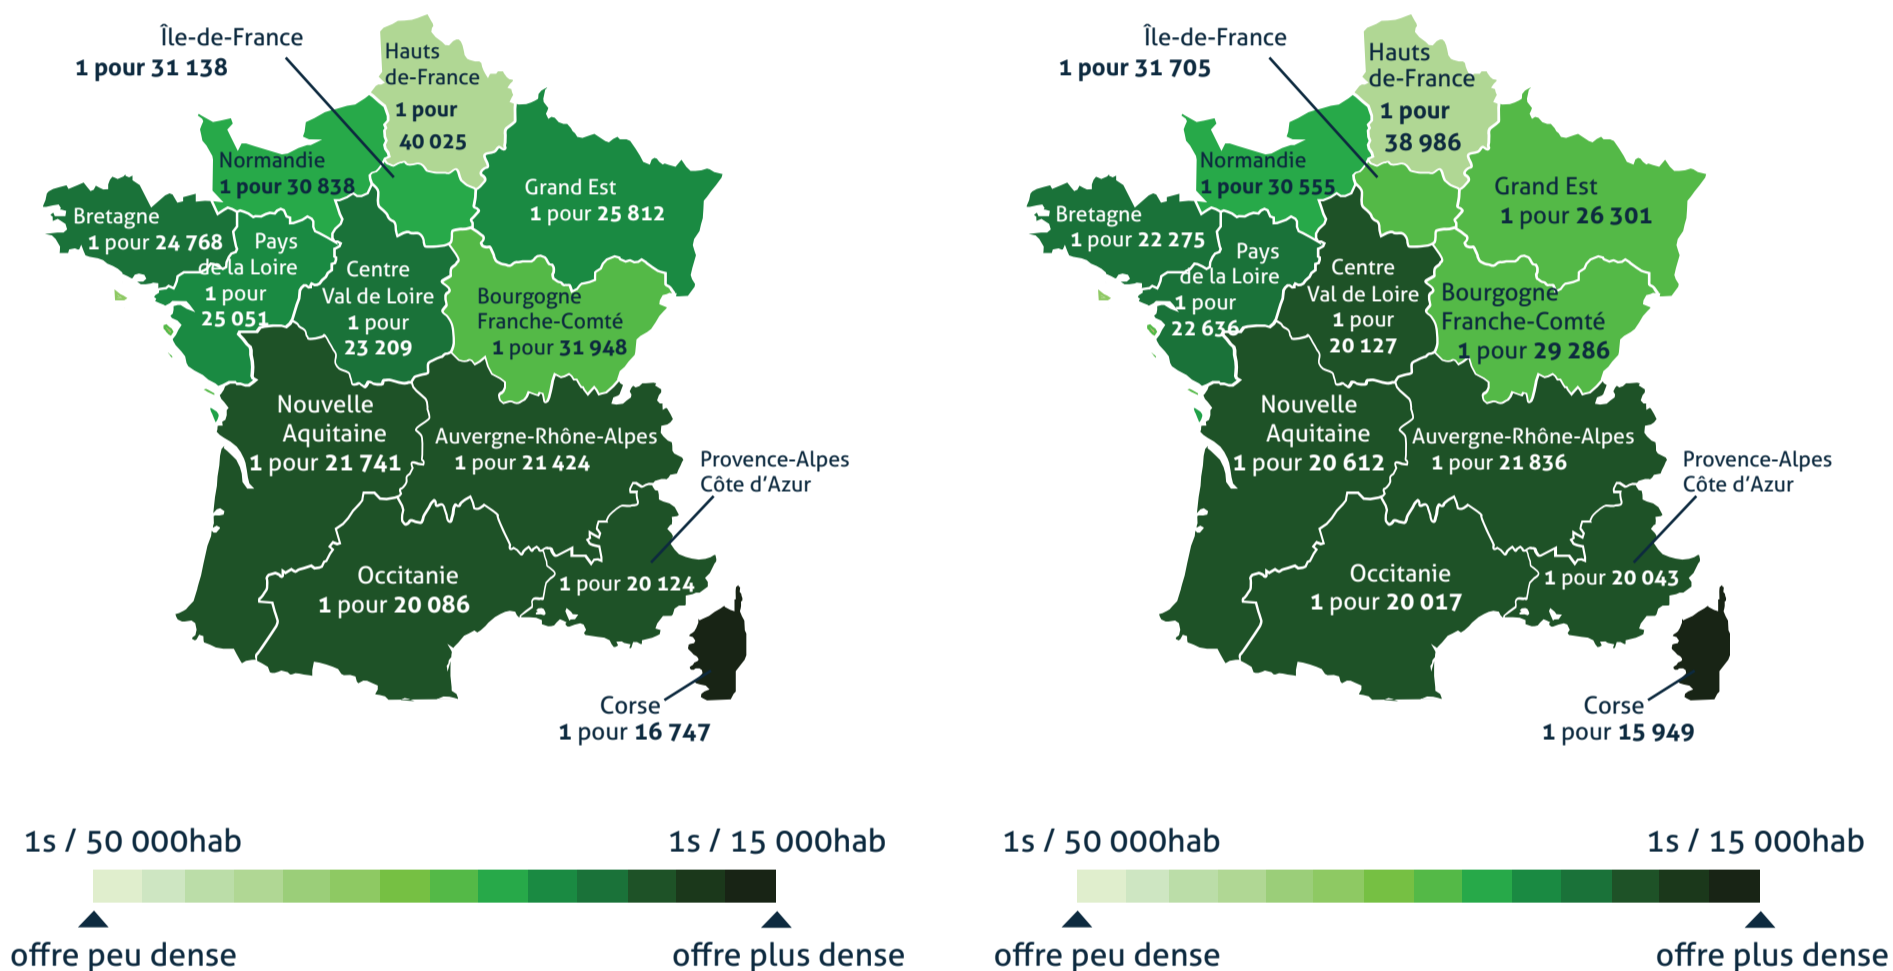 Île-de-France
1 pour 31 138
Hauts
de-France
1 pour
40 025
Normandie
1 pour 30 838
Grand Est
1 pour 25 812
Bretagne
1 pour 24 768
Pays
de la Loire
1 pour
25 051
Centre
Val de Loire
1 pour
23 209
Bourgogne
Franche-Comté
1 pour 31 948
Nouvelle
Aquitaine
1 pour 21 741
Auvergne-Rhône-Alpes
1 pour 21 424
Provence-Alpes
Côte d'Azur
1 pour 20 124
Occitanie
1 pour 20 086
Corse
1 pour 16 747
1s / 50 000hab
1s / 15 000hab
offre peu dense
offre plus dense
Île-de-France
1 pour 31 705
Hauts
de-France
1 pour
38 986
Normandie
1 pour 30 555
Grand Est
1 pour 26 301
Bretagne
1 pour 22 275
Pays
de la Loire
1 pour
22 636
Centre
Val de Loire
1 pour
20 127
Bourgogne
Franche-Comté
1 pour 29 286
Nouvelle
Aquitaine
1 pour 20 612
Auvergne-Rhône-Alpes
1 pour 21 836
Provence-Alpes
Côte d'Azur
1 pour 20 043
Occitanie
1 pour 20 017
Corse
1 pour 15 949
1s / 50 000hab
1s / 15 000hab
offre peu dense
offre plus dense